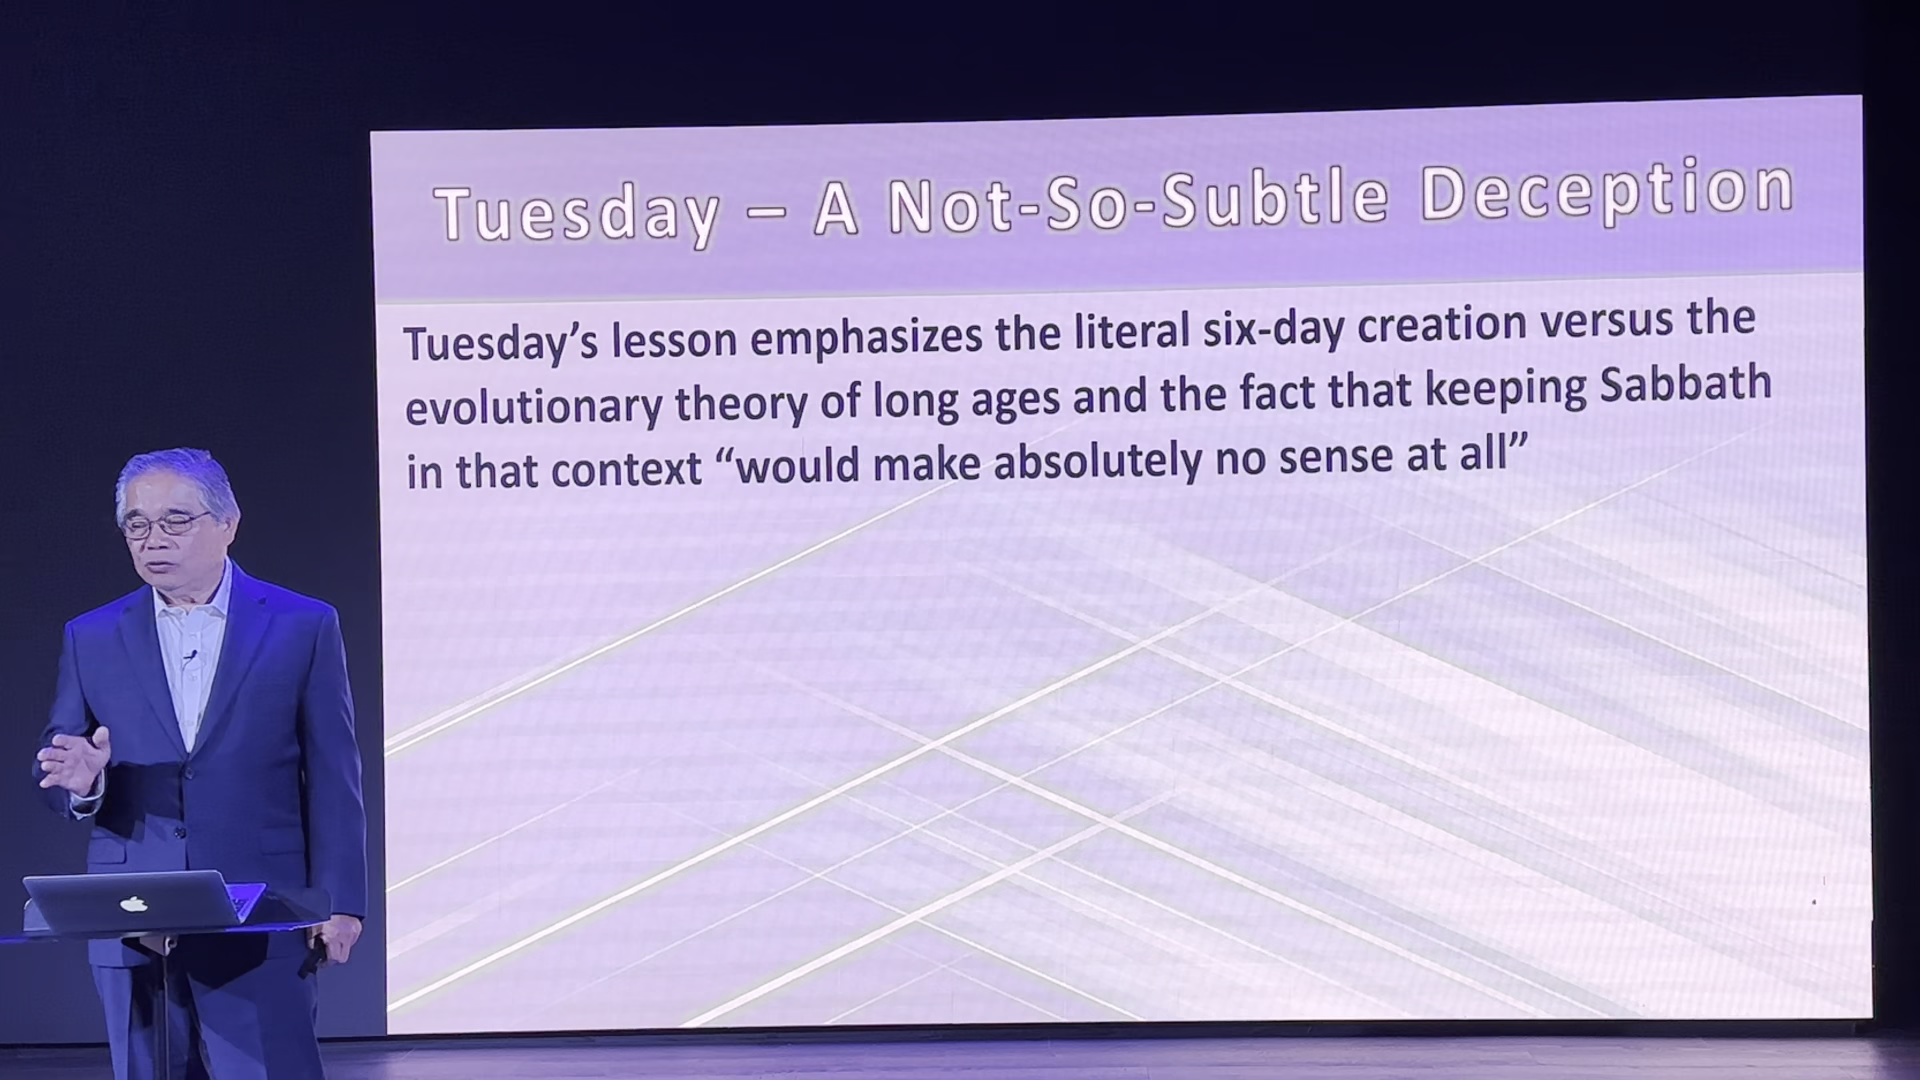 Tuesday – A Not-So-Subtle Deception
Tuesday’s lesson emphasizes the literal six-day creation versus the
evolutionary theory of long ages and the fact that keeping Sabbath
in that context “would make absolutely no sense at all”